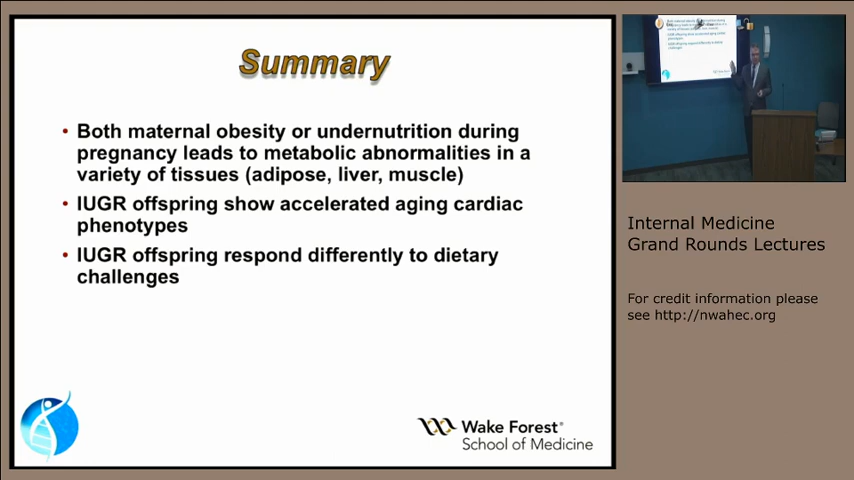 Summary
• Both maternal obesity or undernutrition during
pregnancy leads to metabolic abnormalities in a
variety of tissues (adipose, liver, muscle)
• IUGR offspring show accelerated aging cardiac
phenotypes
• IUGR offspring respond differently to dietary
challenges
Wake Forest®
School of Medicine
Internal Medicine
Grand Rounds Lectures
For credit information please
see http://nwahec.org